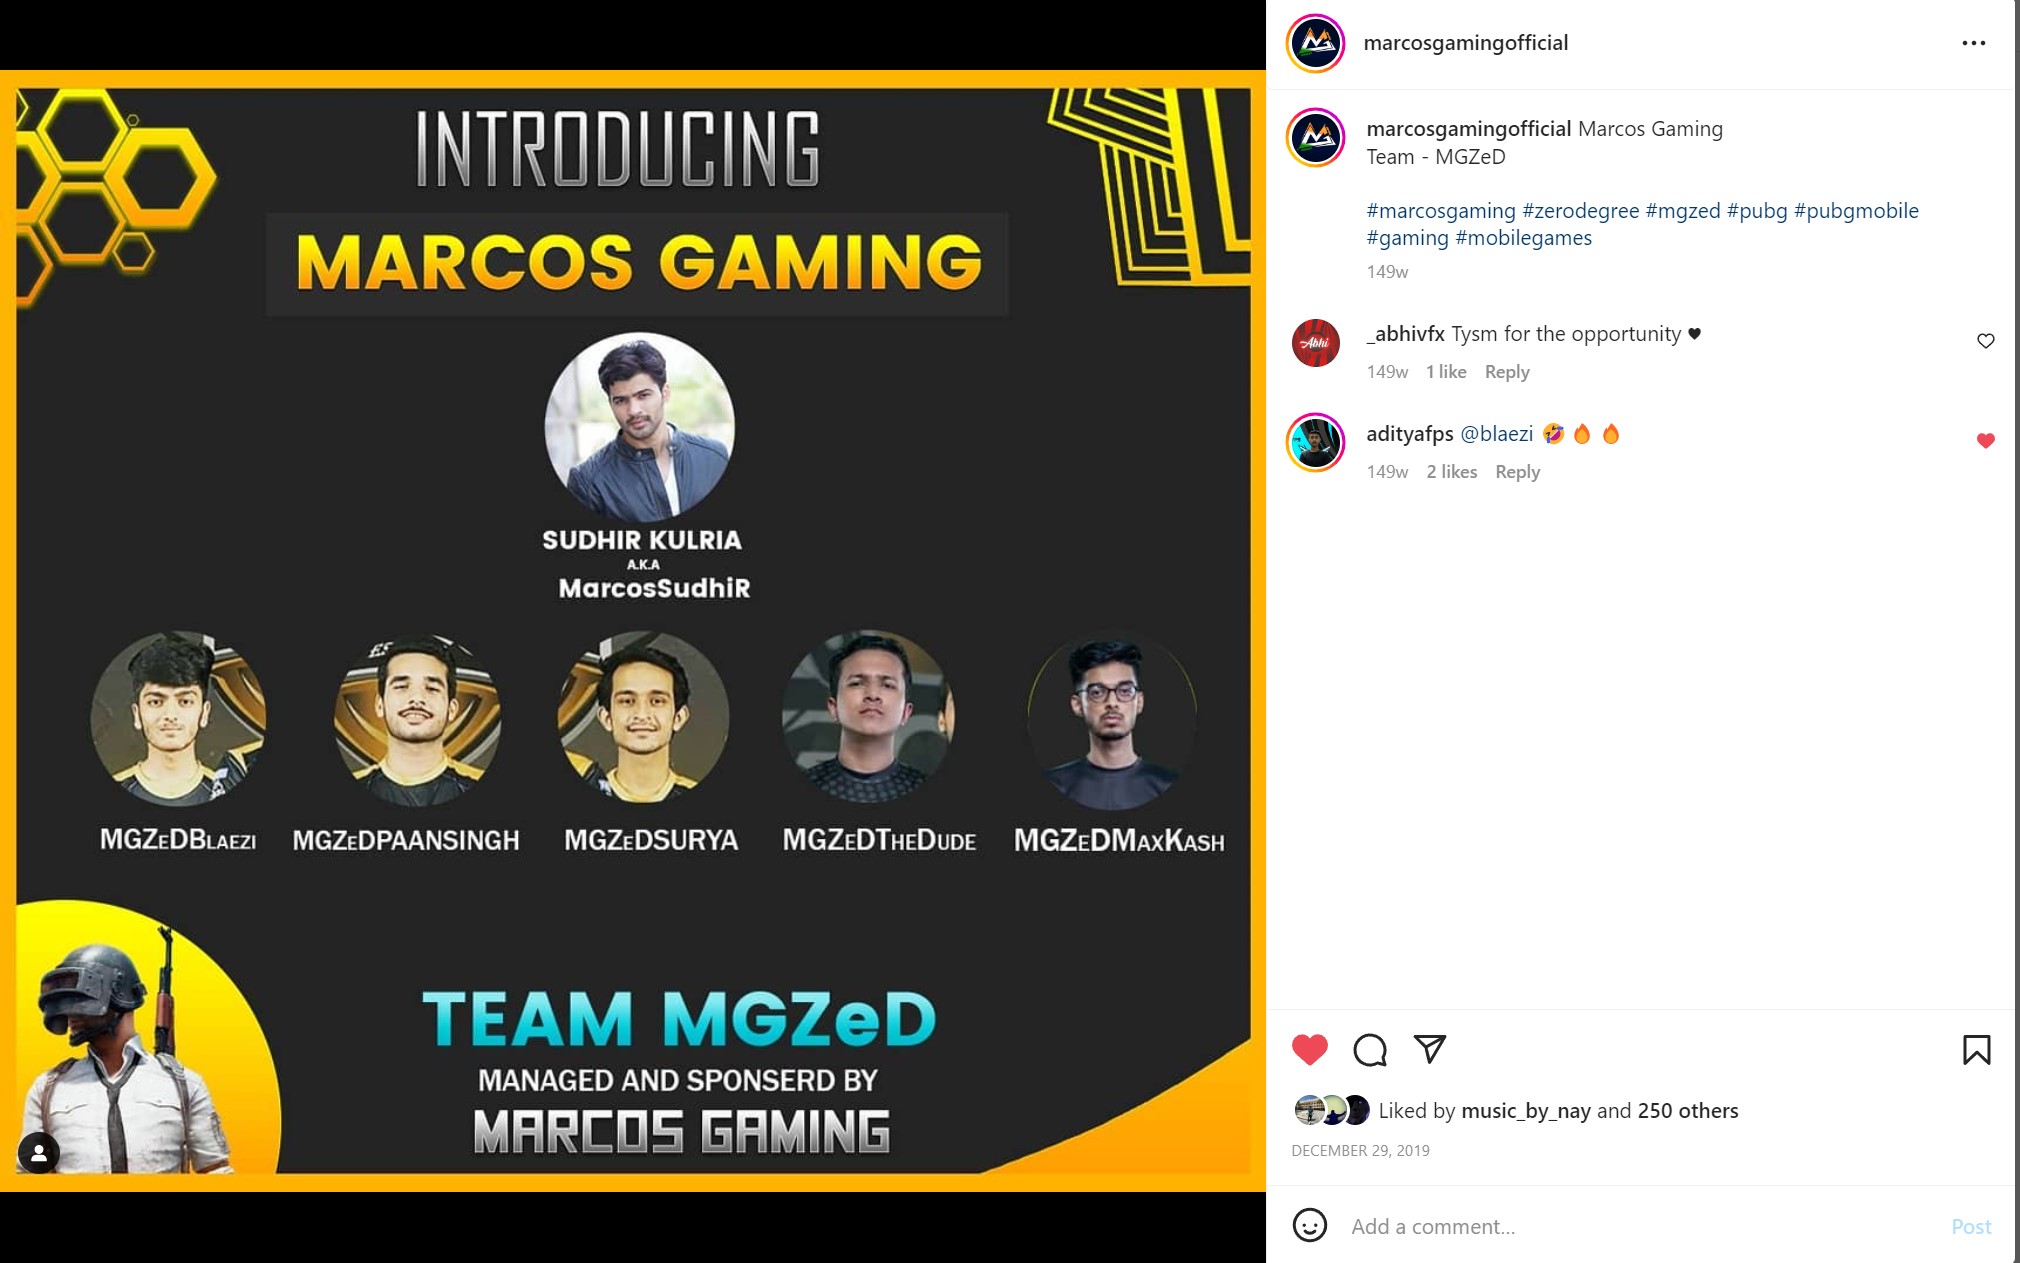 INTRODUCING
MARCOS GAMING
SUDHIR KULRIA
A.K.A
MarcosSudhiR
MGZeDBlaezi MGZeDPAANSINGH MGZeDSURYA MGZeDTheDude MGZeDMaxKash
TEAM MGZeD
MANAGED AND SPONSERD BY
MARCOS GAMING
marcosgamingofficial
marcosgamingofficial Marcos Gaming
Team - MGZeD
#marcosgaming #zerodegree #mgzed #pubg #pubgmobile
#gaming #mobilegames
149w
Abhi
_abhivfx Tysm for the opportunity ♥
149w 1 like Reply
adityafps @blaezi 🤣🔥🔥
149w 2 likes Reply
Liked by music_by_nay and 250 others
DECEMBER 29, 2019
Add a comment...
Post